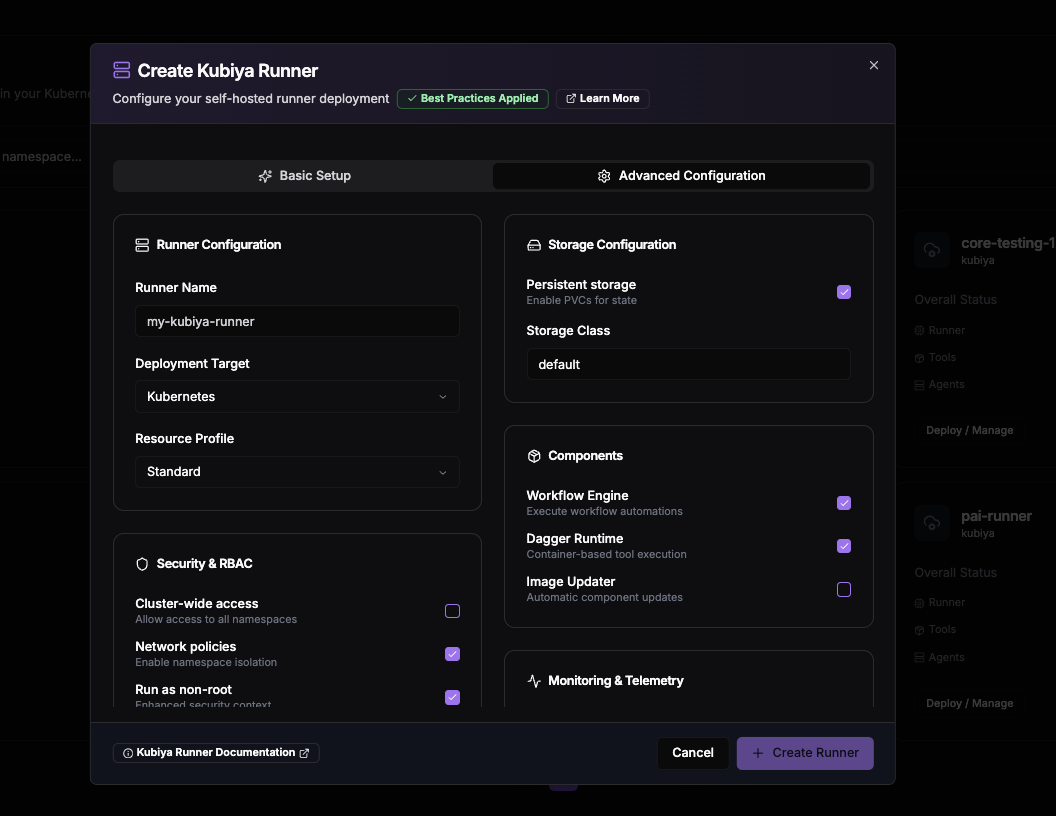 Create Kubiya Runner
Configure your self-hosted runner deployment
Best Practices Applied
Learn More
in your Kuberne
namespace...
Basic Setup
Advanced Configuration
Runner Configuration
Runner Name
my-kubiya-runner
Deployment Target
Kubernetes
Resource Profile
Standard
Security & RBAC
Cluster-wide access
Allow access to all namespaces
Network policies
Enable namespace isolation
Run as non-root
Enhanced security context
Storage Configuration
Persistent storage
Enable PVCs for state
Storage Class
default
Components
Workflow Engine
Execute workflow automations
Dagger Runtime
Container-based tool execution
Image Updater
Automatic component updates
Monitoring & Telemetry
Kubiya Runner Documentation
Cancel
Create Runner
core-testing-1
kubiya
Overall Status
Runner
Tools
Agents
Deploy / Manage
pai-runner
kubiya
Overall Status
Runner
Tools
Agents
Deploy / Manage